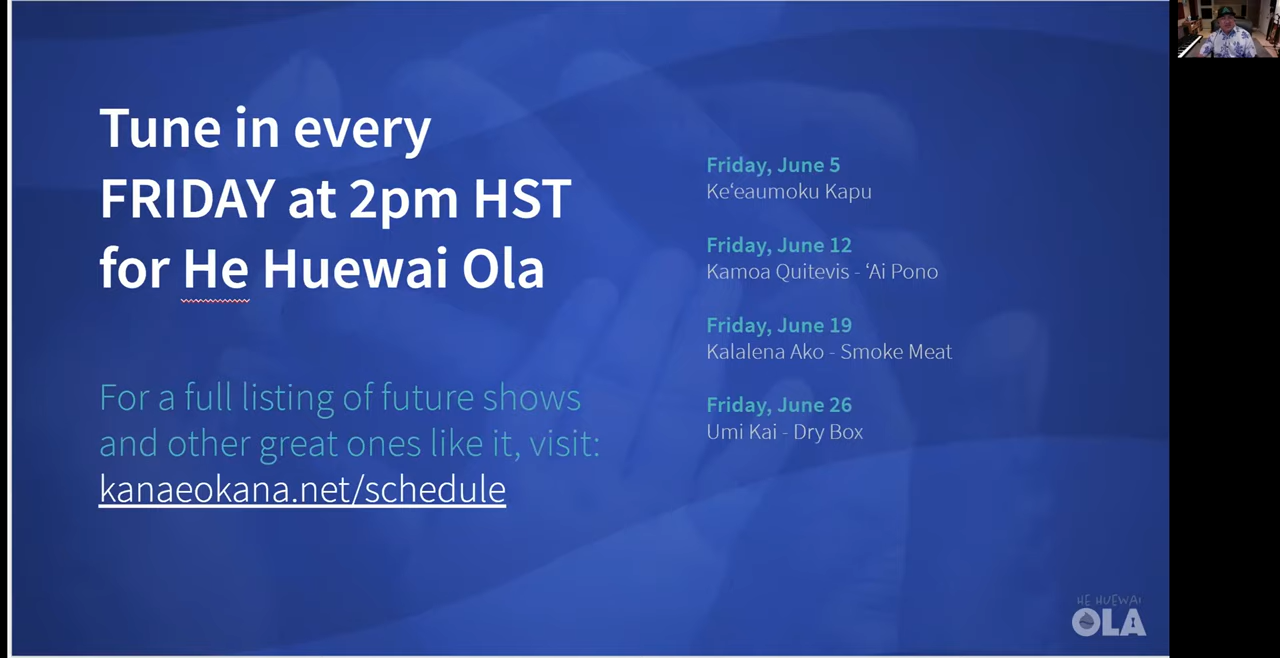 Tune in every
FRIDAY at 2pm HST
for He Huewai Ola
For a full listing of future shows
and other great ones like it, visit:
kanaeokana.net/schedule
Friday, June 5
Keʻeaumoku Kapu
Friday, June 12
Kamoa Quitevis - ʻAi Pono
Friday, June 19
Kalalena Ako - Smoke Meat
Friday, June 26
Umi Kai - Dry Box
HE HUEWAI
OLA